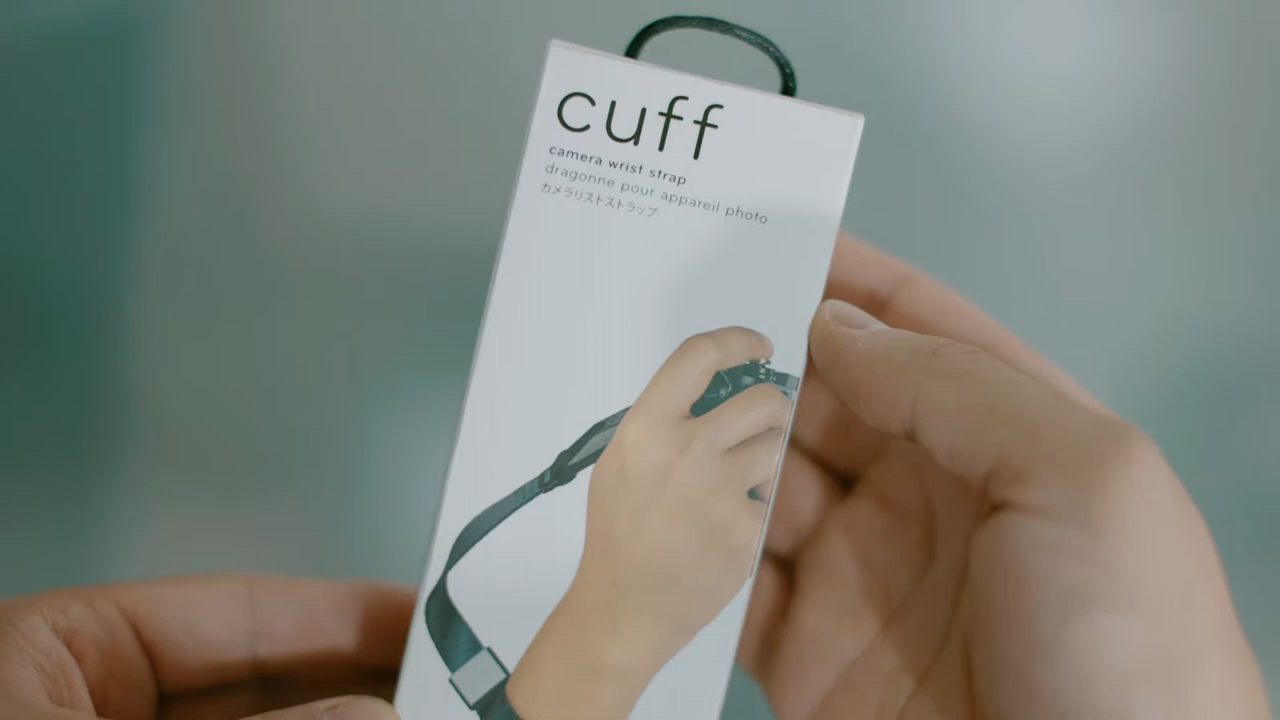 cuff
camera wrist strap
dragonne pour appareil photo
カメラリストストラップ